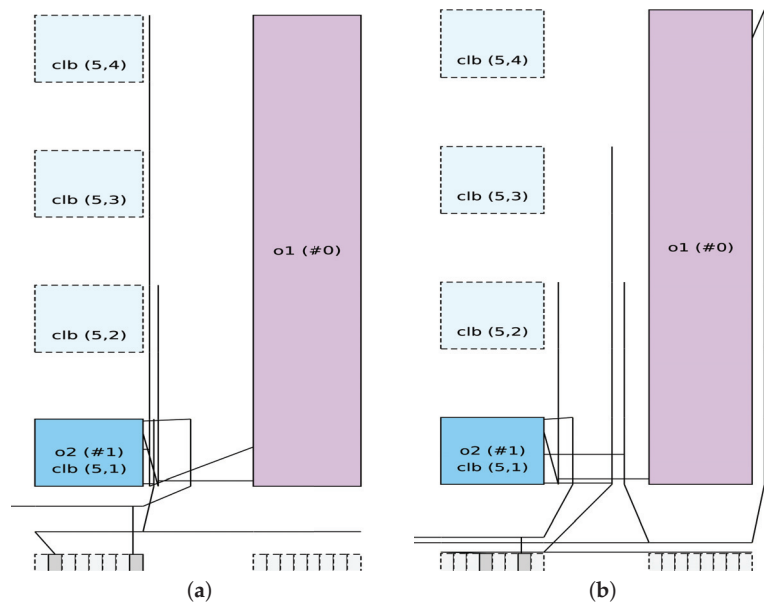 clb (5,4)
clb (5,3)
o1 (#0)
clb (5,2)
o2 (#1)
clb (5,1)
(a)
clb (5,4)
clb (5,3)
o1 (#0)
clb (5,2)
o2 (#1)
clb (5,1)
(b)